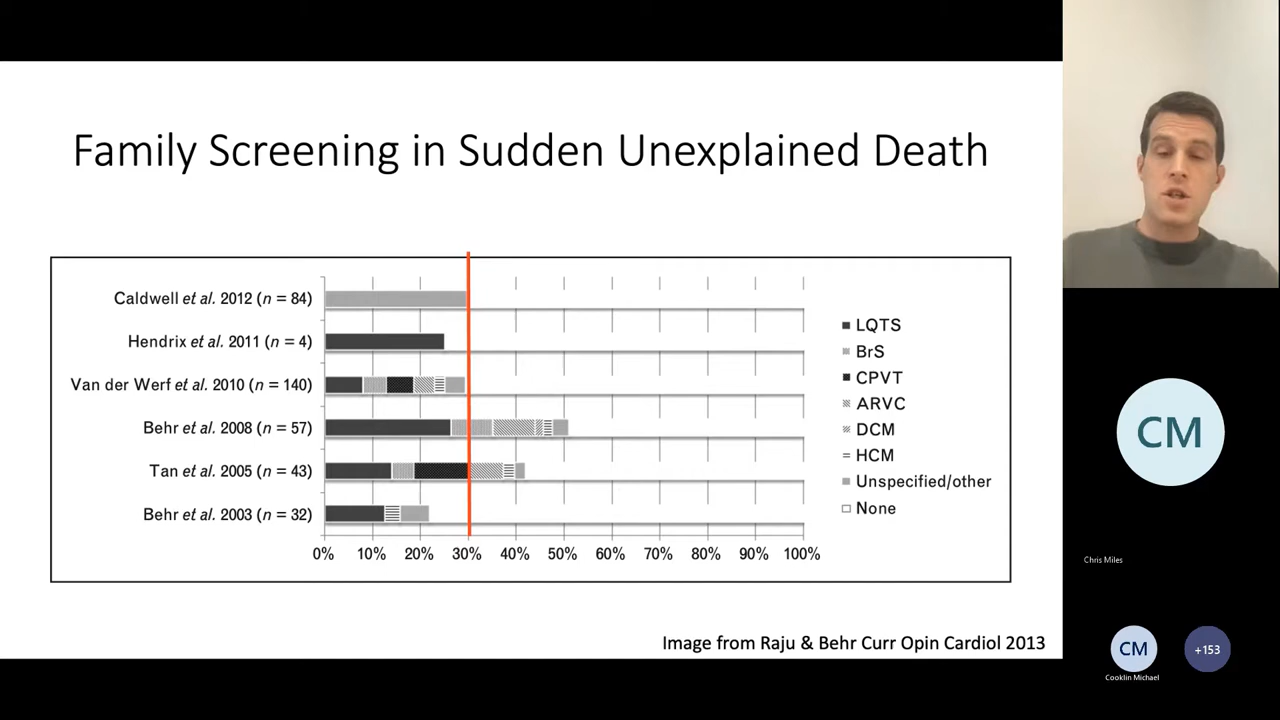 Family Screening in Sudden Unexplained Death
Caldwell et al. 2012 (n = 84)
Hendrix et al. 2011 (n = 4)
Van der Werf et al. 2010 (n = 140)
Behr et al. 2008 (n = 57)
Tan et al. 2005 (n = 43)
Behr et al. 2003 (n = 32)
0% 10% 20% 30% 40% 50% 60% 70% 80% 90% 100%
LQTS
BrS
CPVT
ARVC
DCM
HCM
Unspecified/other
None
Image from Raju & Behr Curr Opin Cardiol 2013
CM
Chris Miles
CM
+153
Cooklin Michael